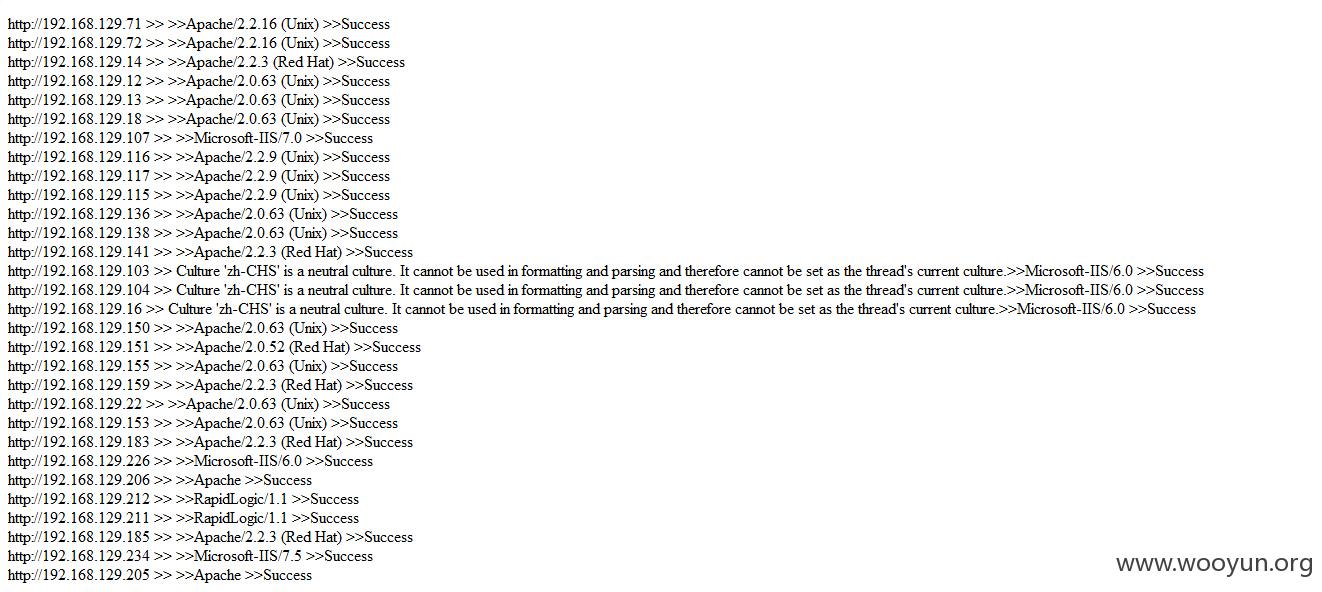 http://192.168.129.71 >> >>Apache/2.2.16 (Unix) >>Success
http://192.168.129.72 >> >>Apache/2.2.16 (Unix) >>Success
http://192.168.129.14 >> >>Apache/2.2.3 (Red Hat) >>Success
http://192.168.129.12 >> >>Apache/2.0.63 (Unix) >>Success
http://192.168.129.13 >> >>Apache/2.0.63 (Unix) >>Success
http://192.168.129.18 >> >>Apache/2.0.63 (Unix) >>Success
http://192.168.129.107 >> >>Microsoft-IIS/7.0 >>Success
http://192.168.129.116 >> >>Apache/2.2.9 (Unix) >>Success
http://192.168.129.117 >> >>Apache/2.2.9 (Unix) >>Success
http://192.168.129.115 >> >>Apache/2.2.9 (Unix) >>Success
http://192.168.129.136 >> >>Apache/2.0.63 (Unix) >>Success
http://192.168.129.138 >> >>Apache/2.0.63 (Unix) >>Success
http://192.168.129.141 >> >>Apache/2.2.3 (Red Hat) >>Success
http://192.168.129.103 >> Culture 'zh-CHS' is a neutral culture. It cannot be used in formatting and parsing and therefore cannot be set as the thread's current culture.>>Microsoft-IIS/6.0 >>Success
http://192.168.129.104 >> Culture 'zh-CHS' is a neutral culture. It cannot be used in formatting and parsing and therefore cannot be set as the thread's current culture.>>Microsoft-IIS/6.0 >>Success
http://192.168.129.16 >> Culture 'zh-CHS' is a neutral culture. It cannot be used in formatting and parsing and therefore cannot be set as the thread's current culture.>>Microsoft-IIS/6.0 >>Success
http://192.168.129.150 >> >>Apache/2.0.63 (Unix) >>Success
http://192.168.129.151 >> >>Apache/2.0.52 (Red Hat) >>Success
http://192.168.129.155 >> >>Apache/2.0.63 (Unix) >>Success
http://192.168.129.159 >> >>Apache/2.2.3 (Red Hat) >>Success
http://192.168.129.22 >> >>Apache/2.0.63 (Unix) >>Success
http://192.168.129.153 >> >>Apache/2.0.63 (Unix) >>Success
http://192.168.129.183 >> >>Apache/2.2.3 (Red Hat) >>Success
http://192.168.129.226 >> >>Microsoft-IIS/6.0 >>Success
http://192.168.129.206 >> >>Apache >>Success
http://192.168.129.212 >> >>RapidLogic/1.1 >>Success
http://192.168.129.211 >> >>RapidLogic/1.1 >>Success
http://192.168.129.185 >> >>Apache/2.2.3 (Red Hat) >>Success
http://192.168.129.234 >> >>Microsoft-IIS/7.5 >>Success
http://192.168.129.205 >> >>Apache >>Success
www.wooyun.org